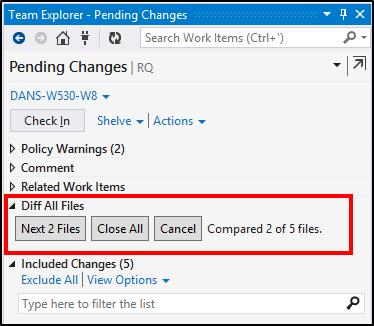 Team Explorer - Pending Changes
Search Work Items (Ctrl+')
Pending Changes | RQ
DANS-W530-W8
Check In Shelve Actions
Policy Warnings (2)
Comment
Related Work Items
Diff All Files
Next 2 Files Close All Cancel Compared 2 of 5 files.
Included Changes (5)
Exclude All View Options
Type here to filter the list